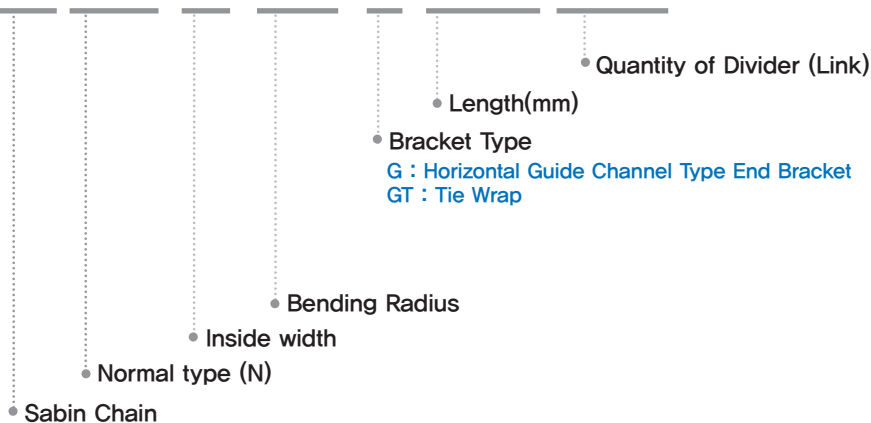 Quantity of Divider (Link)
Length(mm)
Bracket Type
G : Horizontal Guide Channel Type End Bracket
GT : Tie Wrap
Bending Radius
Inside width
Normal type (N)
Sabin Chain